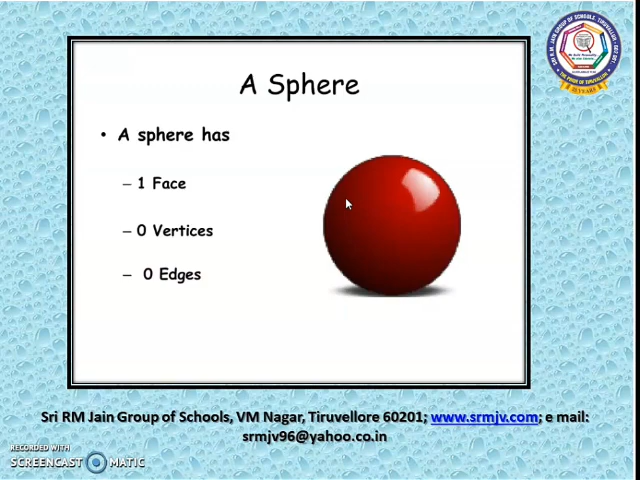 A Sphere
• A sphere has
– 1 Face
– 0 Vertices
– 0 Edges
Sri RM Jain Group of Schools, VM Nagar, Tiruvellore 60201; www.srmjv.com; e mail:
srmjv96@yahoo.co.in
RECORDED WITH
SCREENCAST MATIC